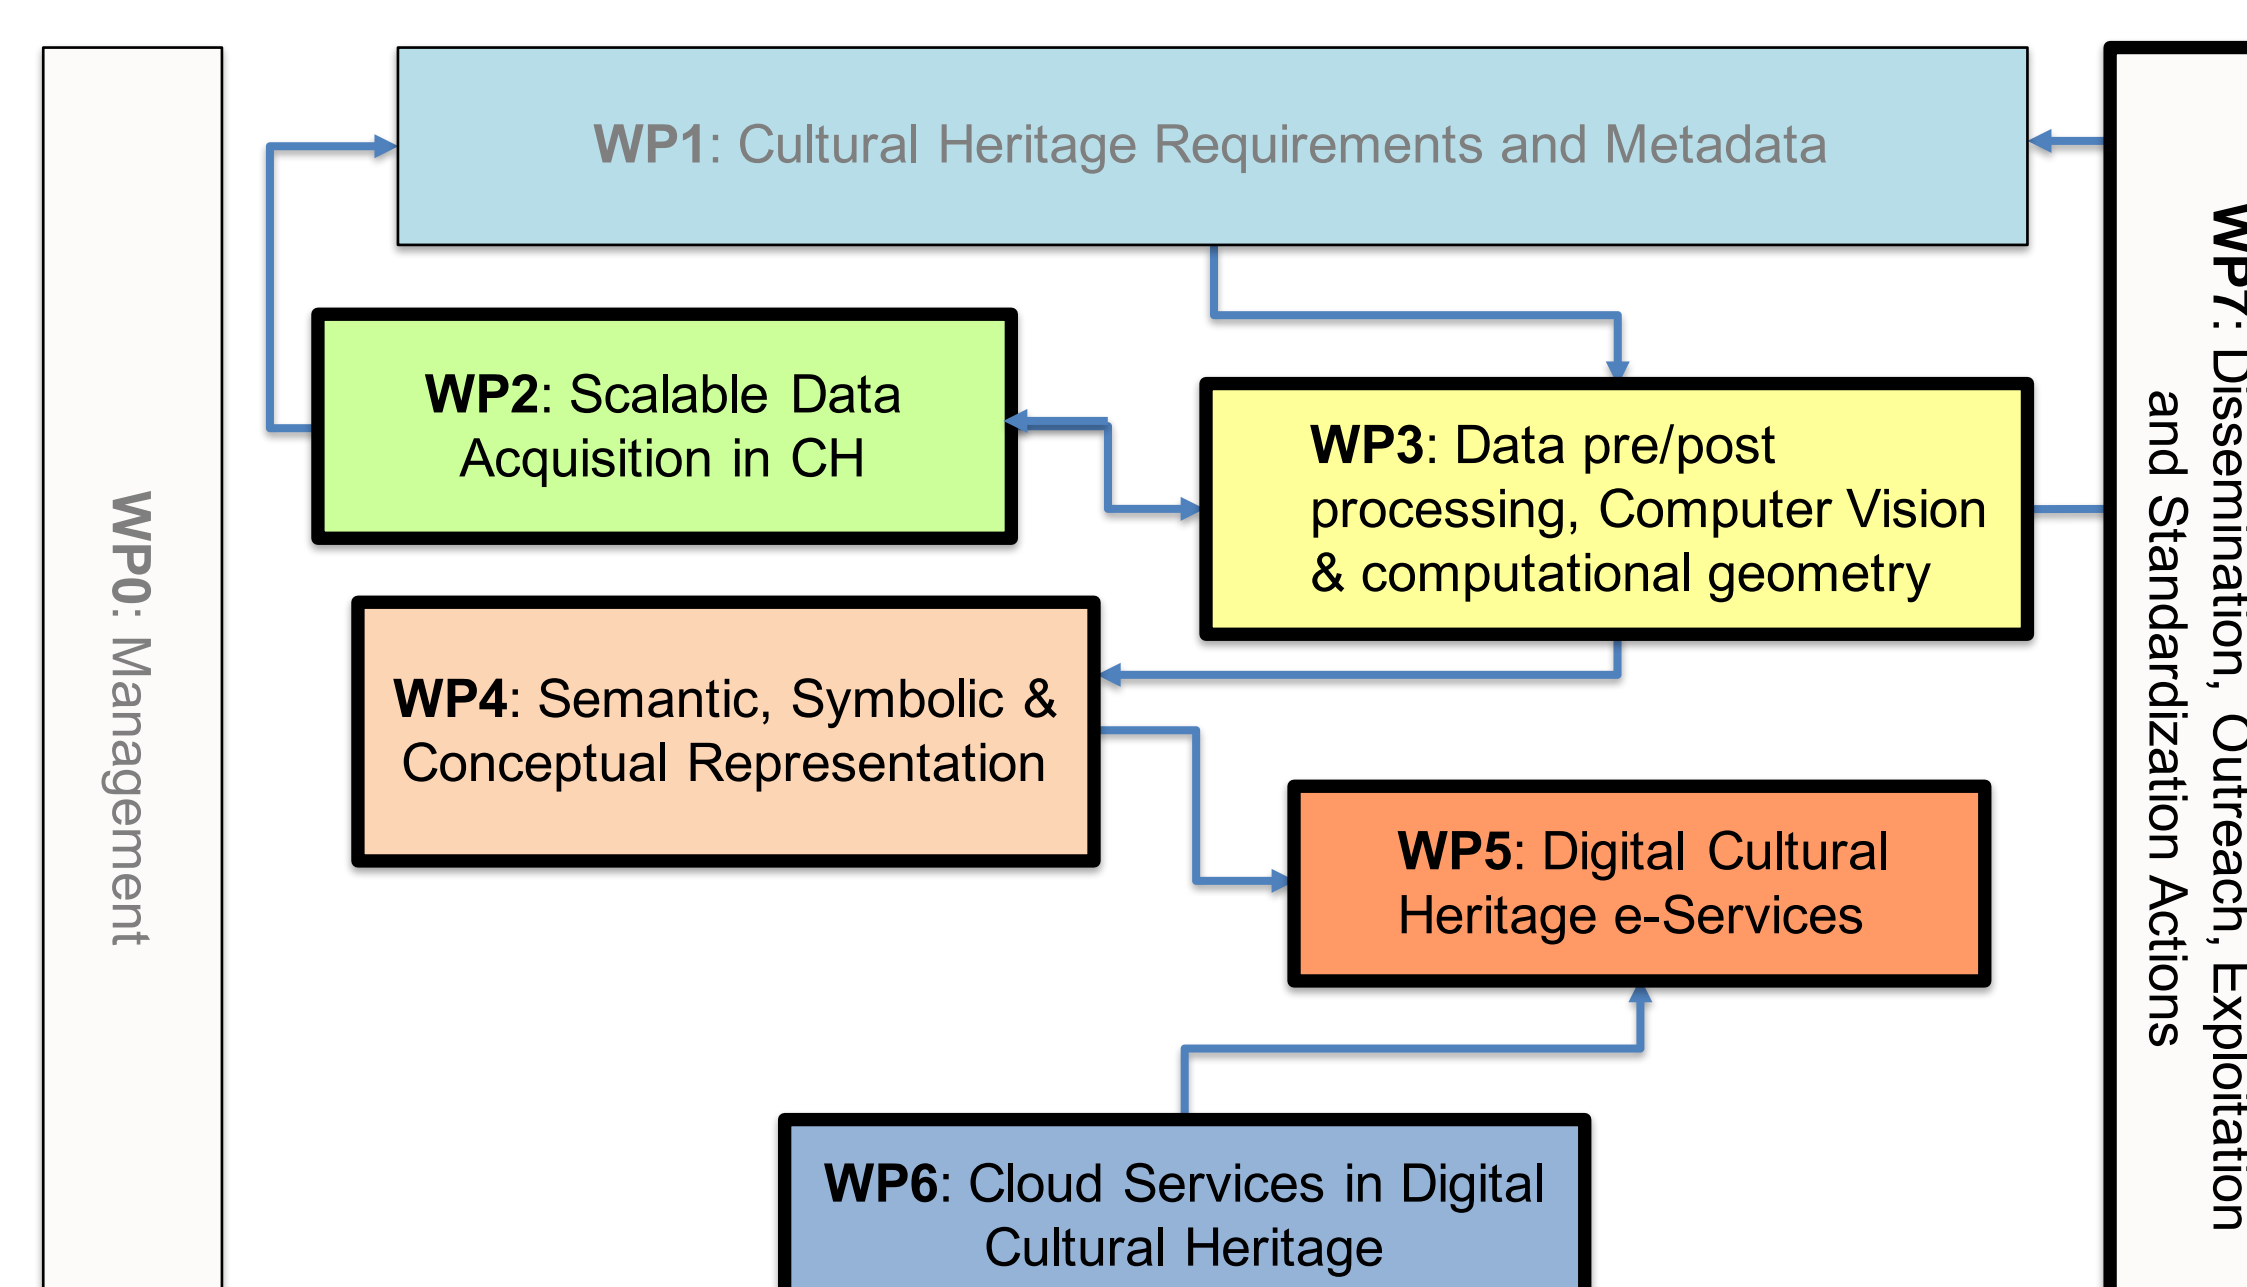 WP0: Management
WP1: Cultural Heritage Requirements and Metadata
WP2: Scalable Data
Acquisition in CH
WP3: Data pre/post
processing, Computer Vision
& computational geometry
WP4: Semantic, Symbolic &
Conceptual Representation
WP5: Digital Cultural
Heritage e-Services
WP6: Cloud Services in Digital
Cultural Heritage
WP7: Dissemination, Outreach, Exploitation
and Standardization Actions